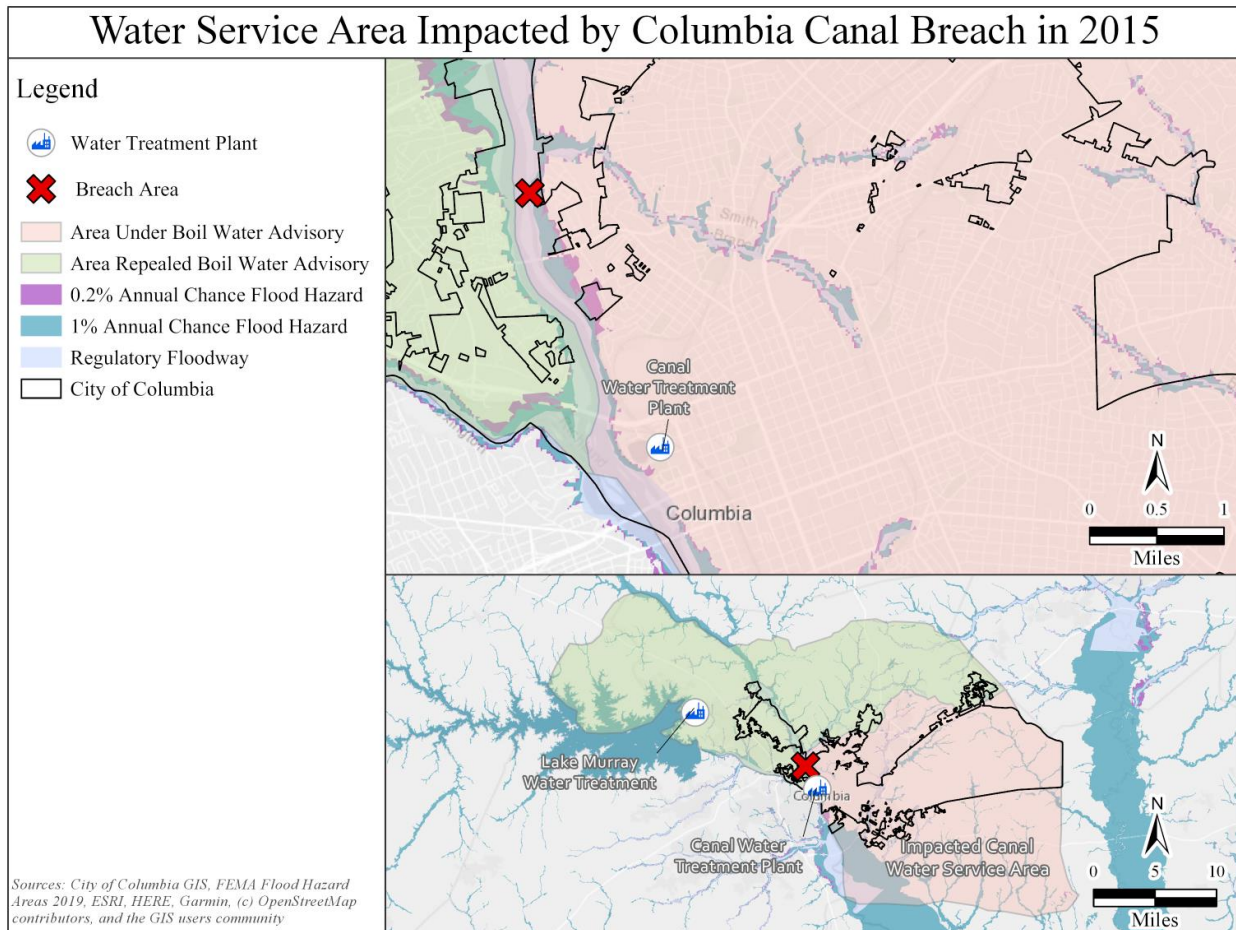 Water Service Area Impacted by Columbia Canal Breach in 2015
Legend
Water Treatment Plant
Breach Area
Area Under Boil Water Advisory
Area Repealed Boil Water Advisory
0.2% Annual Chance Flood Hazard
1% Annual Chance Flood Hazard
Regulatory Floodway
City of Columbia
Sources: City of Columbia GIS, FEMA Flood Hazard
Areas 2019, ESRI, HERE, Garmin, (c) OpenStreetMap
contributors, and the GIS users community
Smith
Branch
Canal
Water Treatment
Plant
Columbia
N
0 0.5 1
Miles
Lake Murray
Water Treatment
Columbia
Canal Water
Treatment Plant
Impacted Canal
Water Service Area
N
0 5 10
Miles